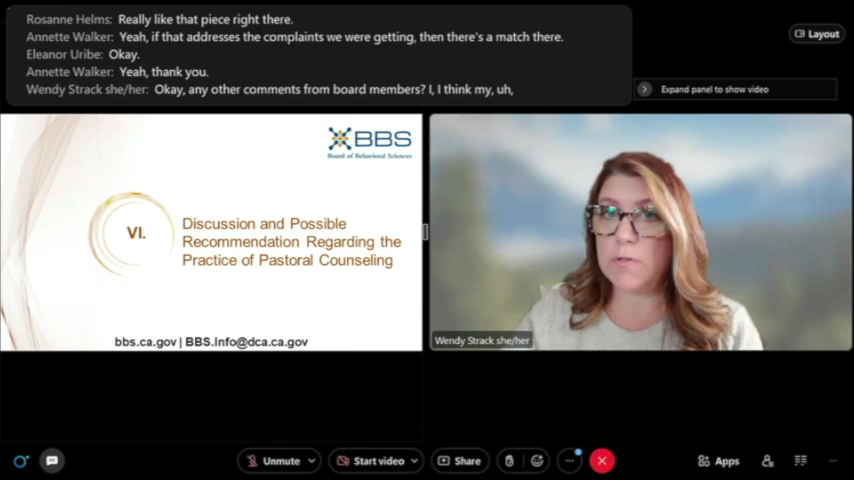 Rosanne Helms: Really like that piece right there.
Annette Walker: Yeah, if that addresses the complaints we were getting, then there's a match there.
Eleanor Uribe: Okay.
Annette Walker: Yeah, thank you.
Wendy Strack she/her: Okay, any other comments from board members? I, I think my, uh,
Layout
Expand panel to show video
BBS
Board of Behavioral Sciences
VI.
Discussion and Possible
Recommendation Regarding the
Practice of Pastoral Counseling
bbs.ca.gov | BBS.Info@dca.ca.gov
Wendy Strack she/her
Unmute
Start video
Share
Apps